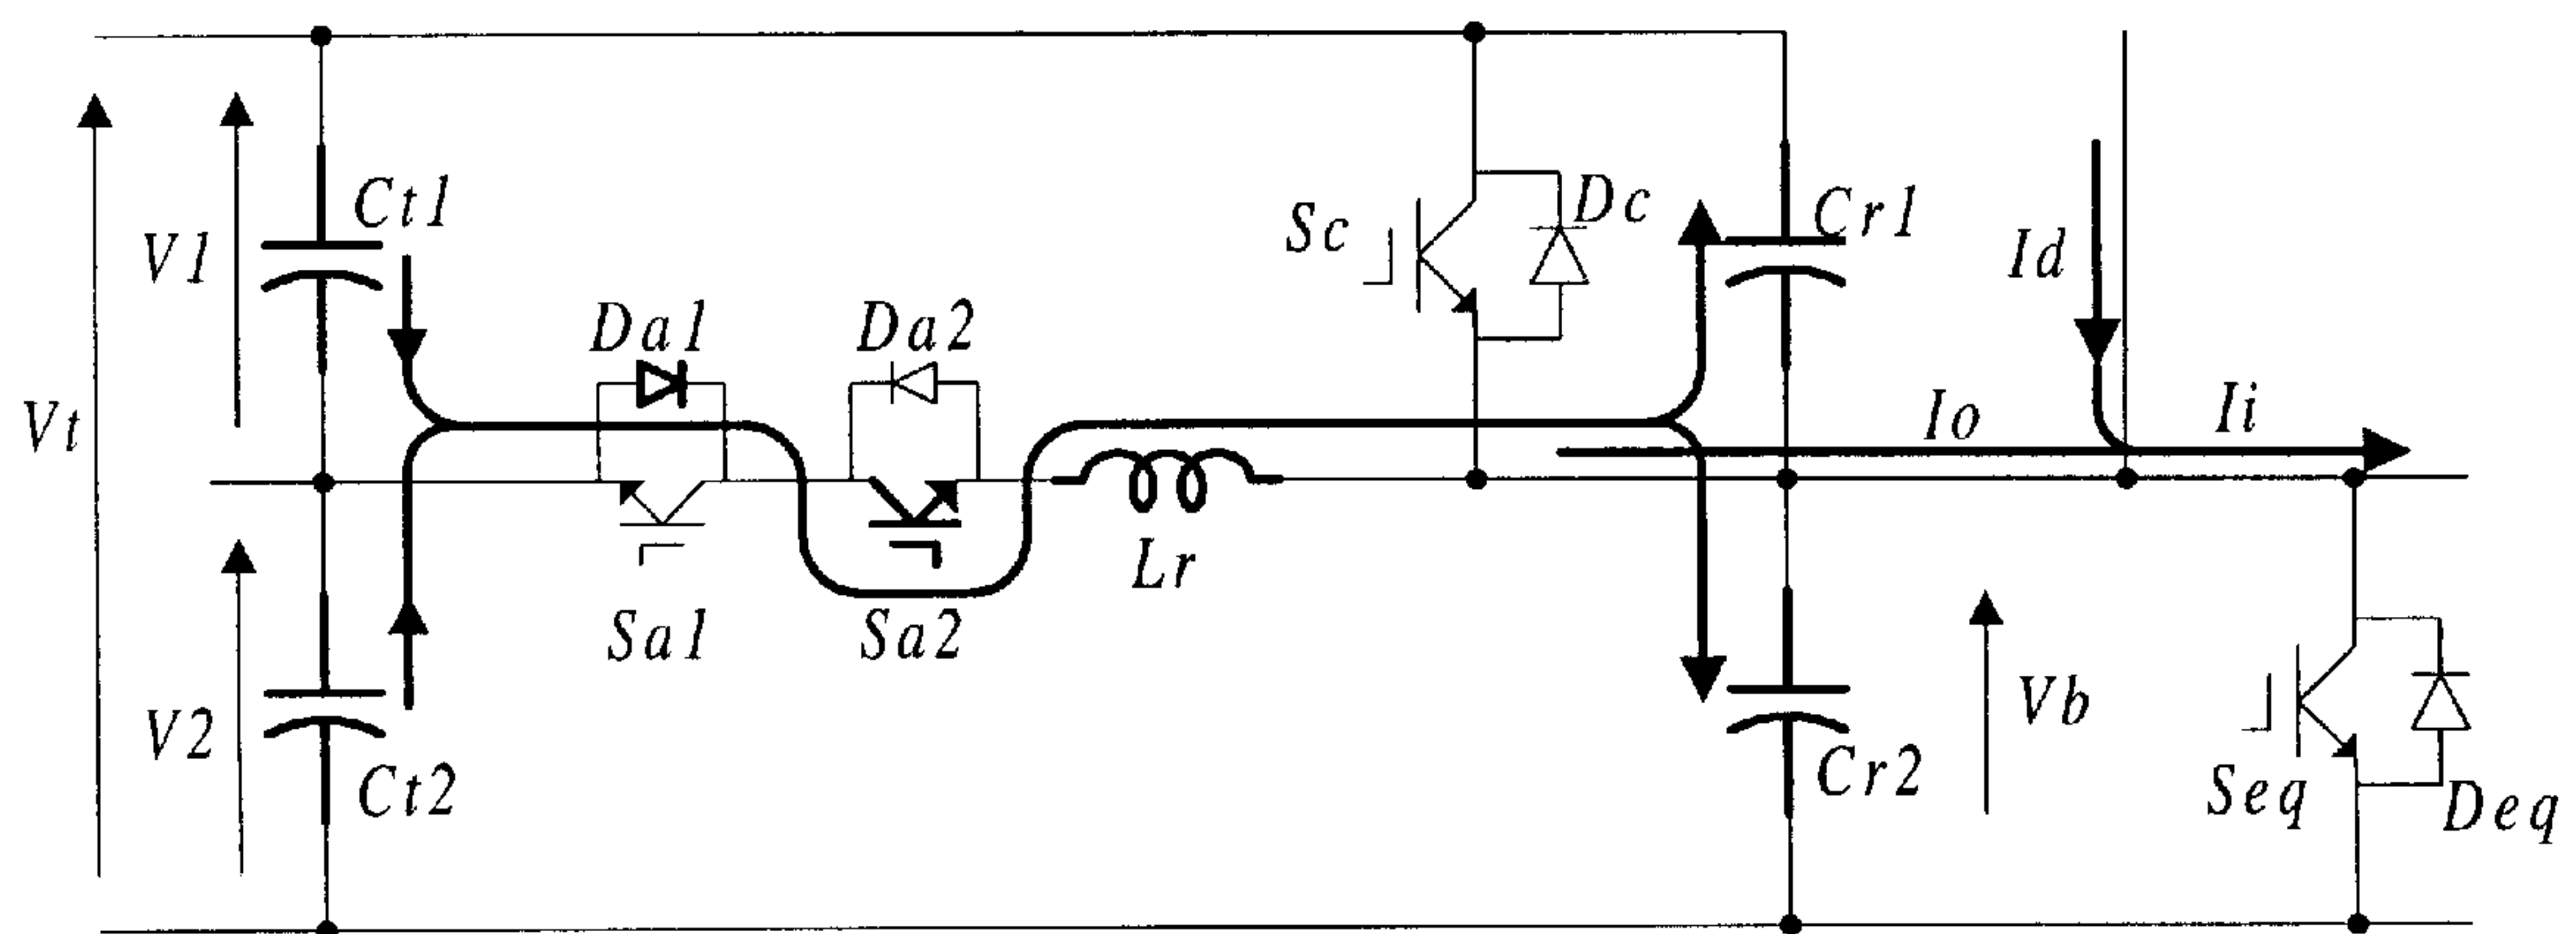 Ct1
Dc
Cr1
Sc
V1
Id
Da1
Da2
Vt
Io
Ii
Lr
Sa1
Sa2
Vb
V2
Ct2
Cr2
Seq
Deq